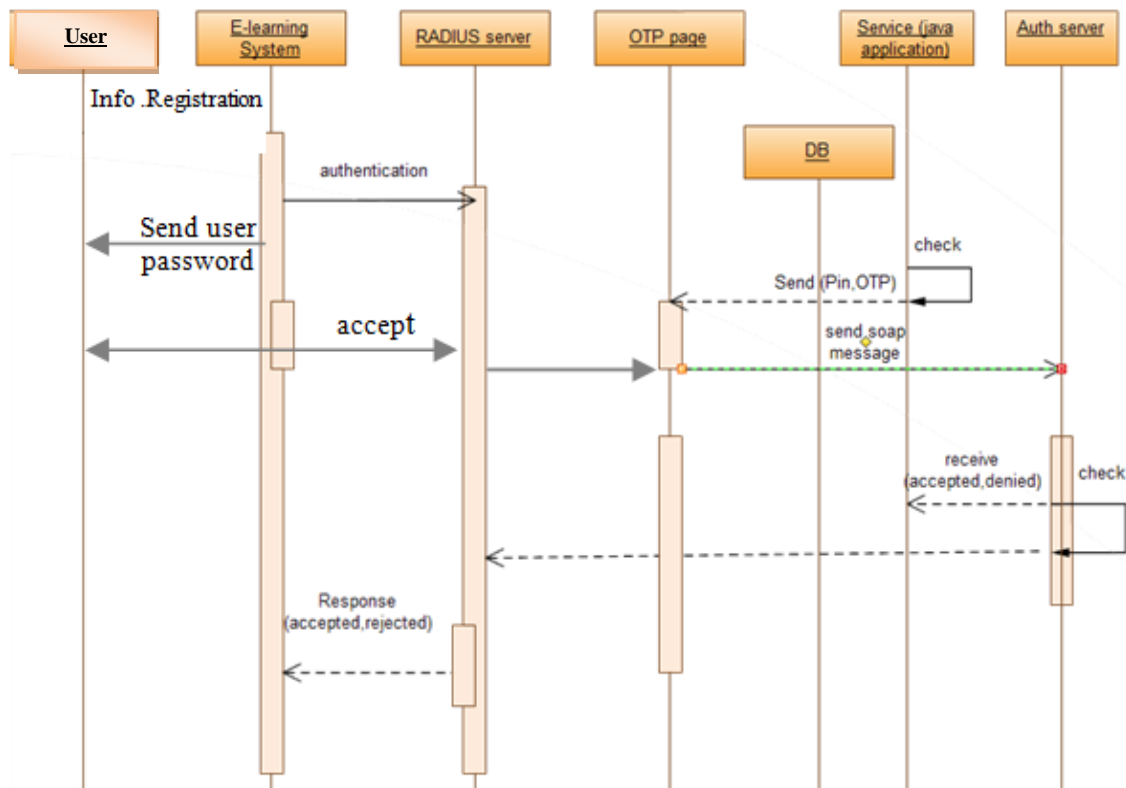 User
E-learning
System
RADIUS server
OTP page
Service (java
application)
Auth server
Info .Registration
DB
authentication
Send user
password
check
Send (Pin,OTP)
accept
send soap
message
receive
(accepted,denied)
check
Response
(accepted,rejected)